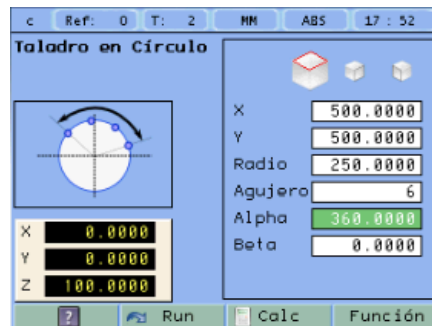 c Ref: 0 T: 2 MM ABS 17 : 52
Taladro en Círculo
X 500.0000
Y 500.0000
Radio 250.0000
Agujero 6
Alpha 360.0000
Beta 0.0000
X 0.0000
Y 0.0000
Z 100.0000
? Run Calc Función